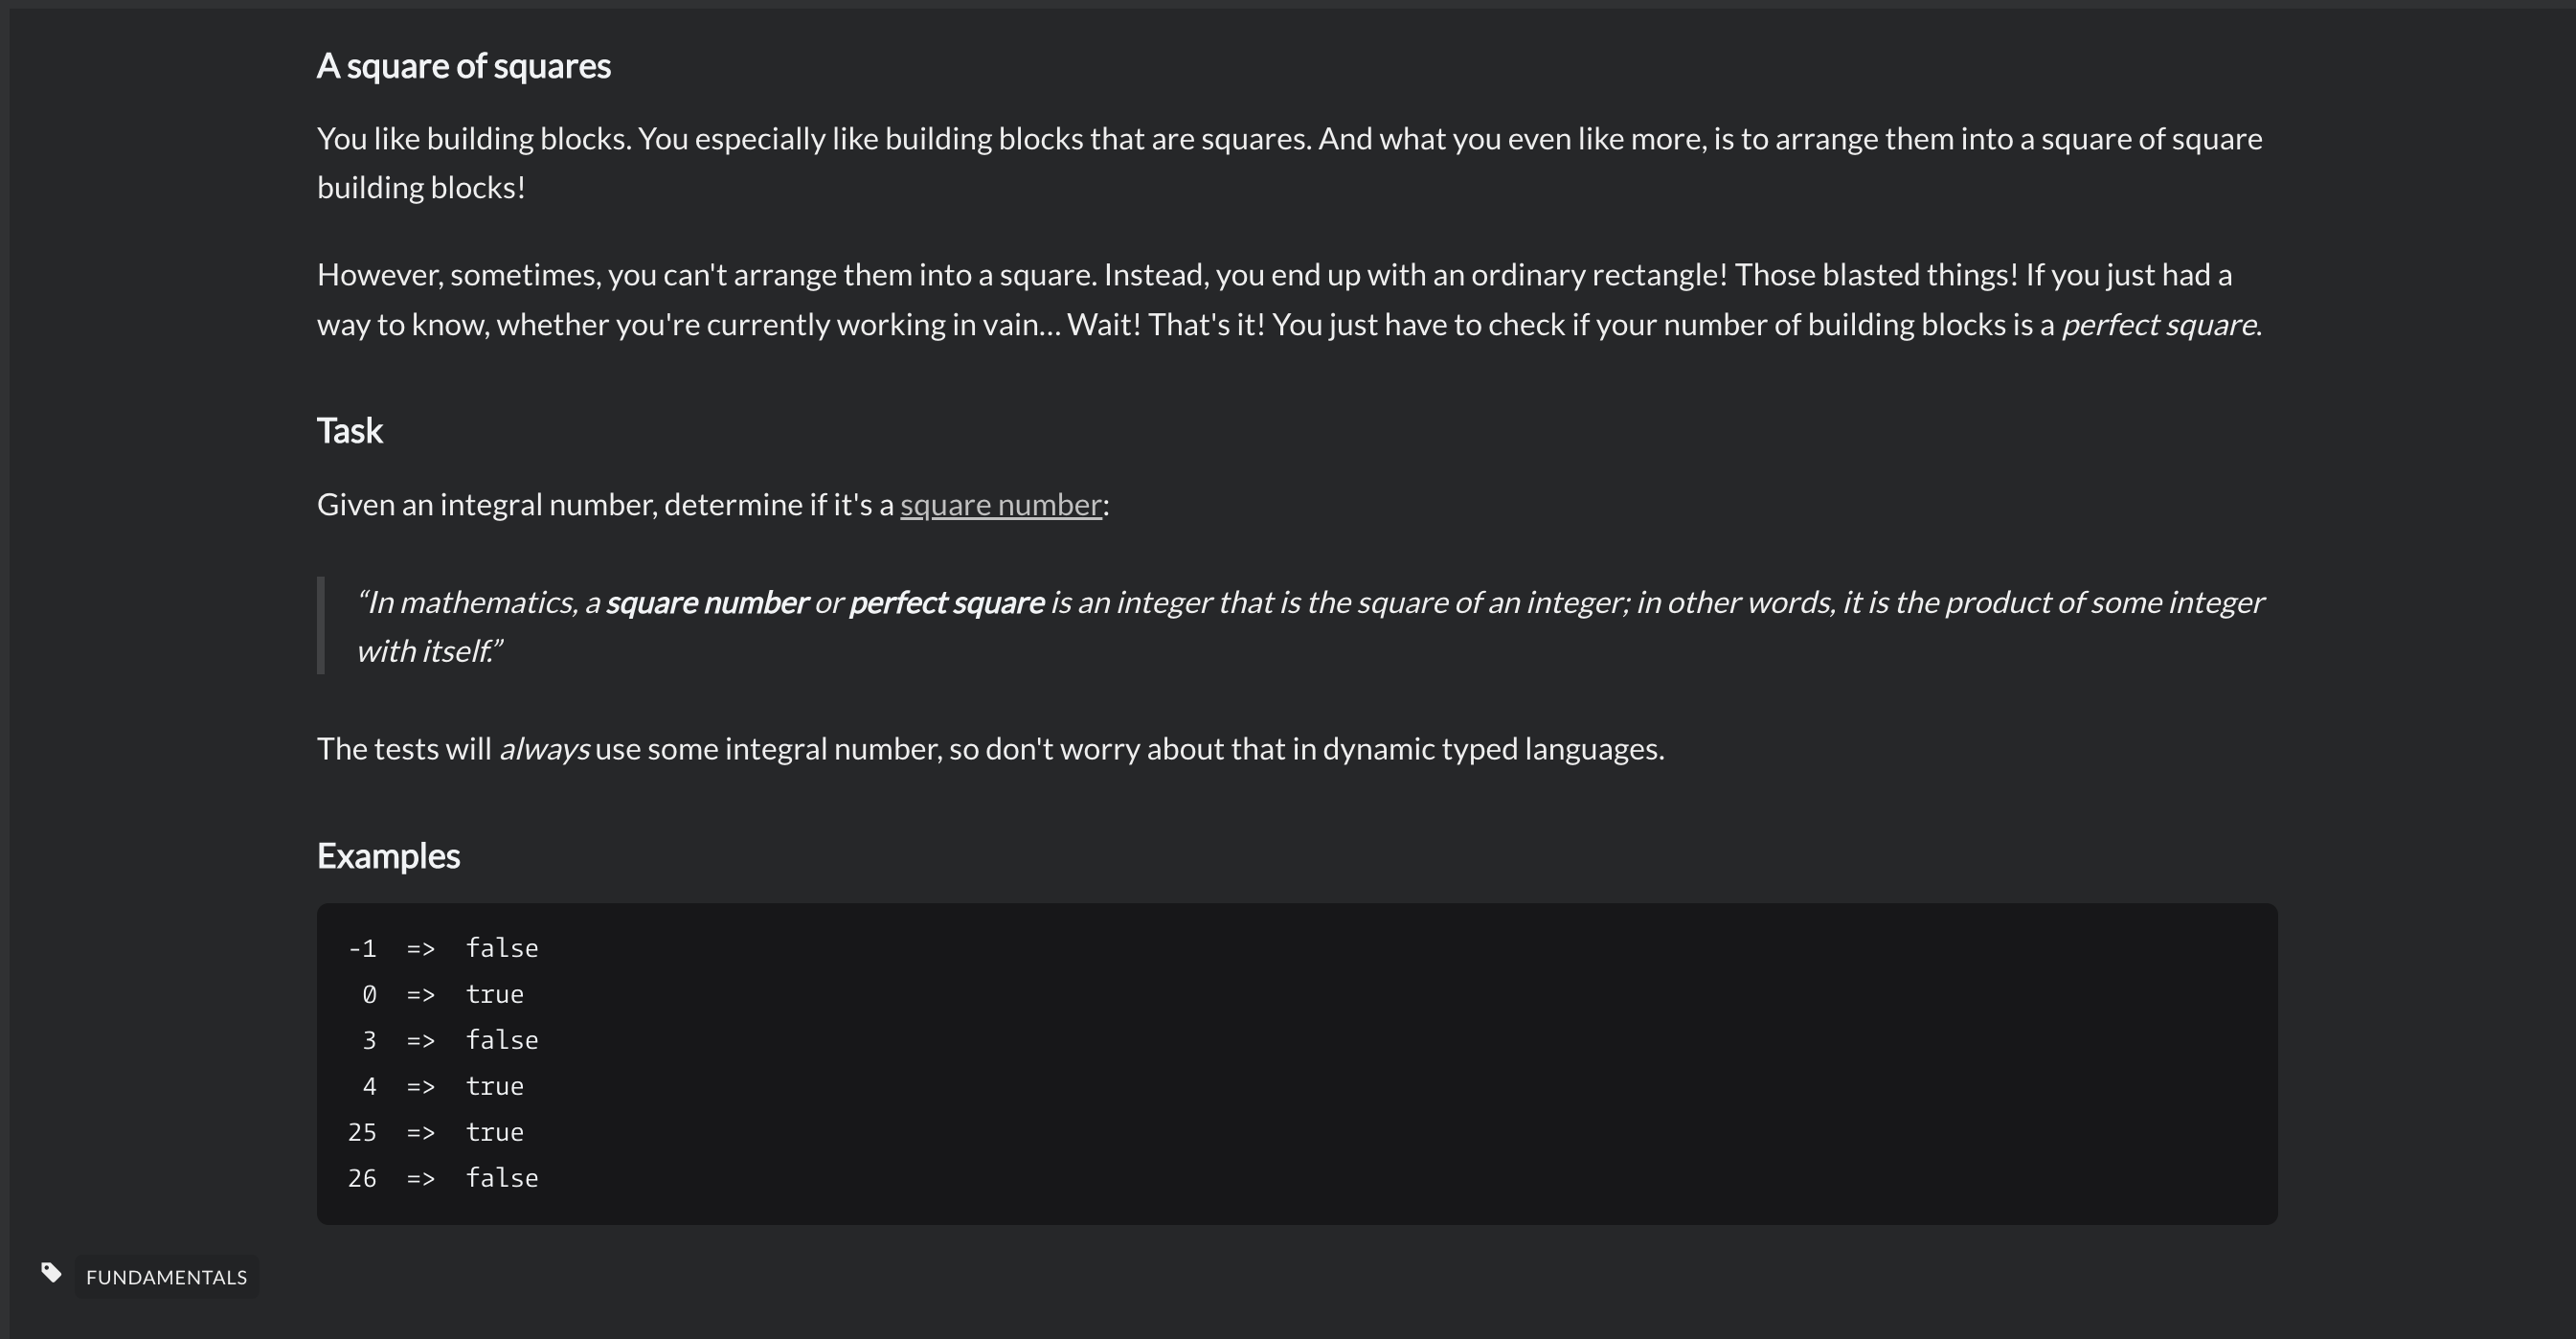 A square of squares
You like building blocks. You especially like building blocks that are squares. And what you even like more, is to arrange them into a square of square
building blocks!
However, sometimes, you can't arrange them into a square. Instead, you end up with an ordinary rectangle! Those blasted things! If you just had a
way to know, whether you're currently working in vain… Wait! That's it! You just have to check if your number of building blocks is a perfect square.
Task
Given an integral number, determine if it's a square number:
“In mathematics, a square number or perfect square is an integer that is the square of an integer; in other words, it is the product of some integer
with itself.”
The tests will always use some integral number, so don't worry about that in dynamic typed languages.
Examples
-1  =>  false
 0  =>  true
 3  =>  false
 4  =>  true
25  =>  true
26  =>  false
FUNDAMENTALS